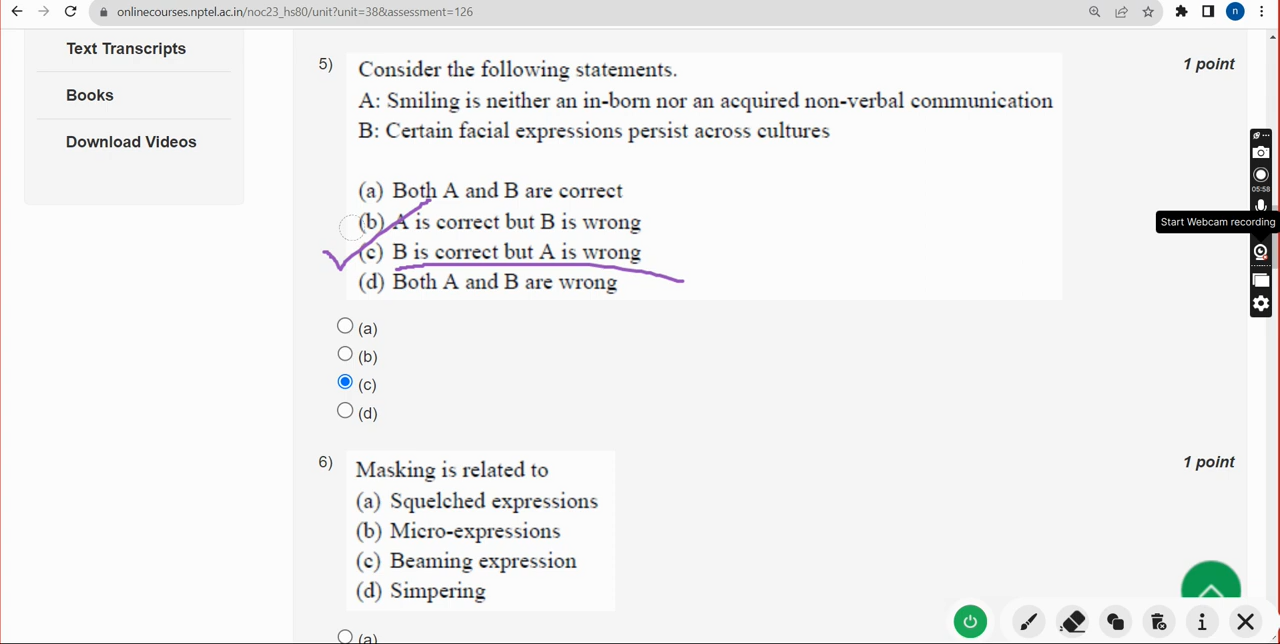 onlinecourses.nptel.ac.in/noc23_hs80/unit?unit=38&assessment=126
n
Text Transcripts
Books
Download Videos
5)
1 point
Consider the following statements.
A: Smiling is neither an in-born nor an acquired non-verbal communication
B: Certain facial expressions persist across cultures
(a) Both A and B are correct
(b) A is correct but B is wrong
(c) B is correct but A is wrong
(d) Both A and B are wrong
(a)
(b)
(c)
(d)
05:58
Start Webcam recording
6)
1 point
Masking is related to
(a) Squelched expressions
(b) Micro-expressions
(c) Beaming expression
(d) Simpering
(a)